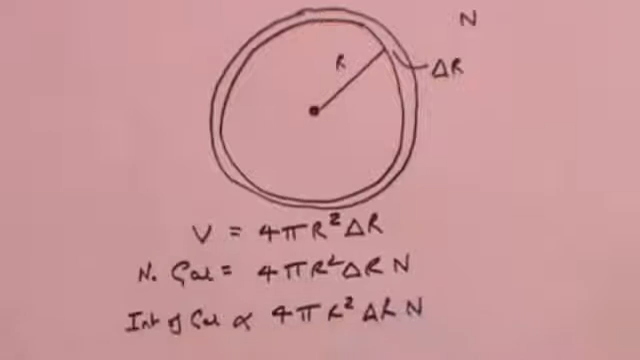 N
R
ΔR
V = 4πR²ΔR
N. Gal = 4πR²ΔR N
Int of Gal ∝ 4πR²ΔR N